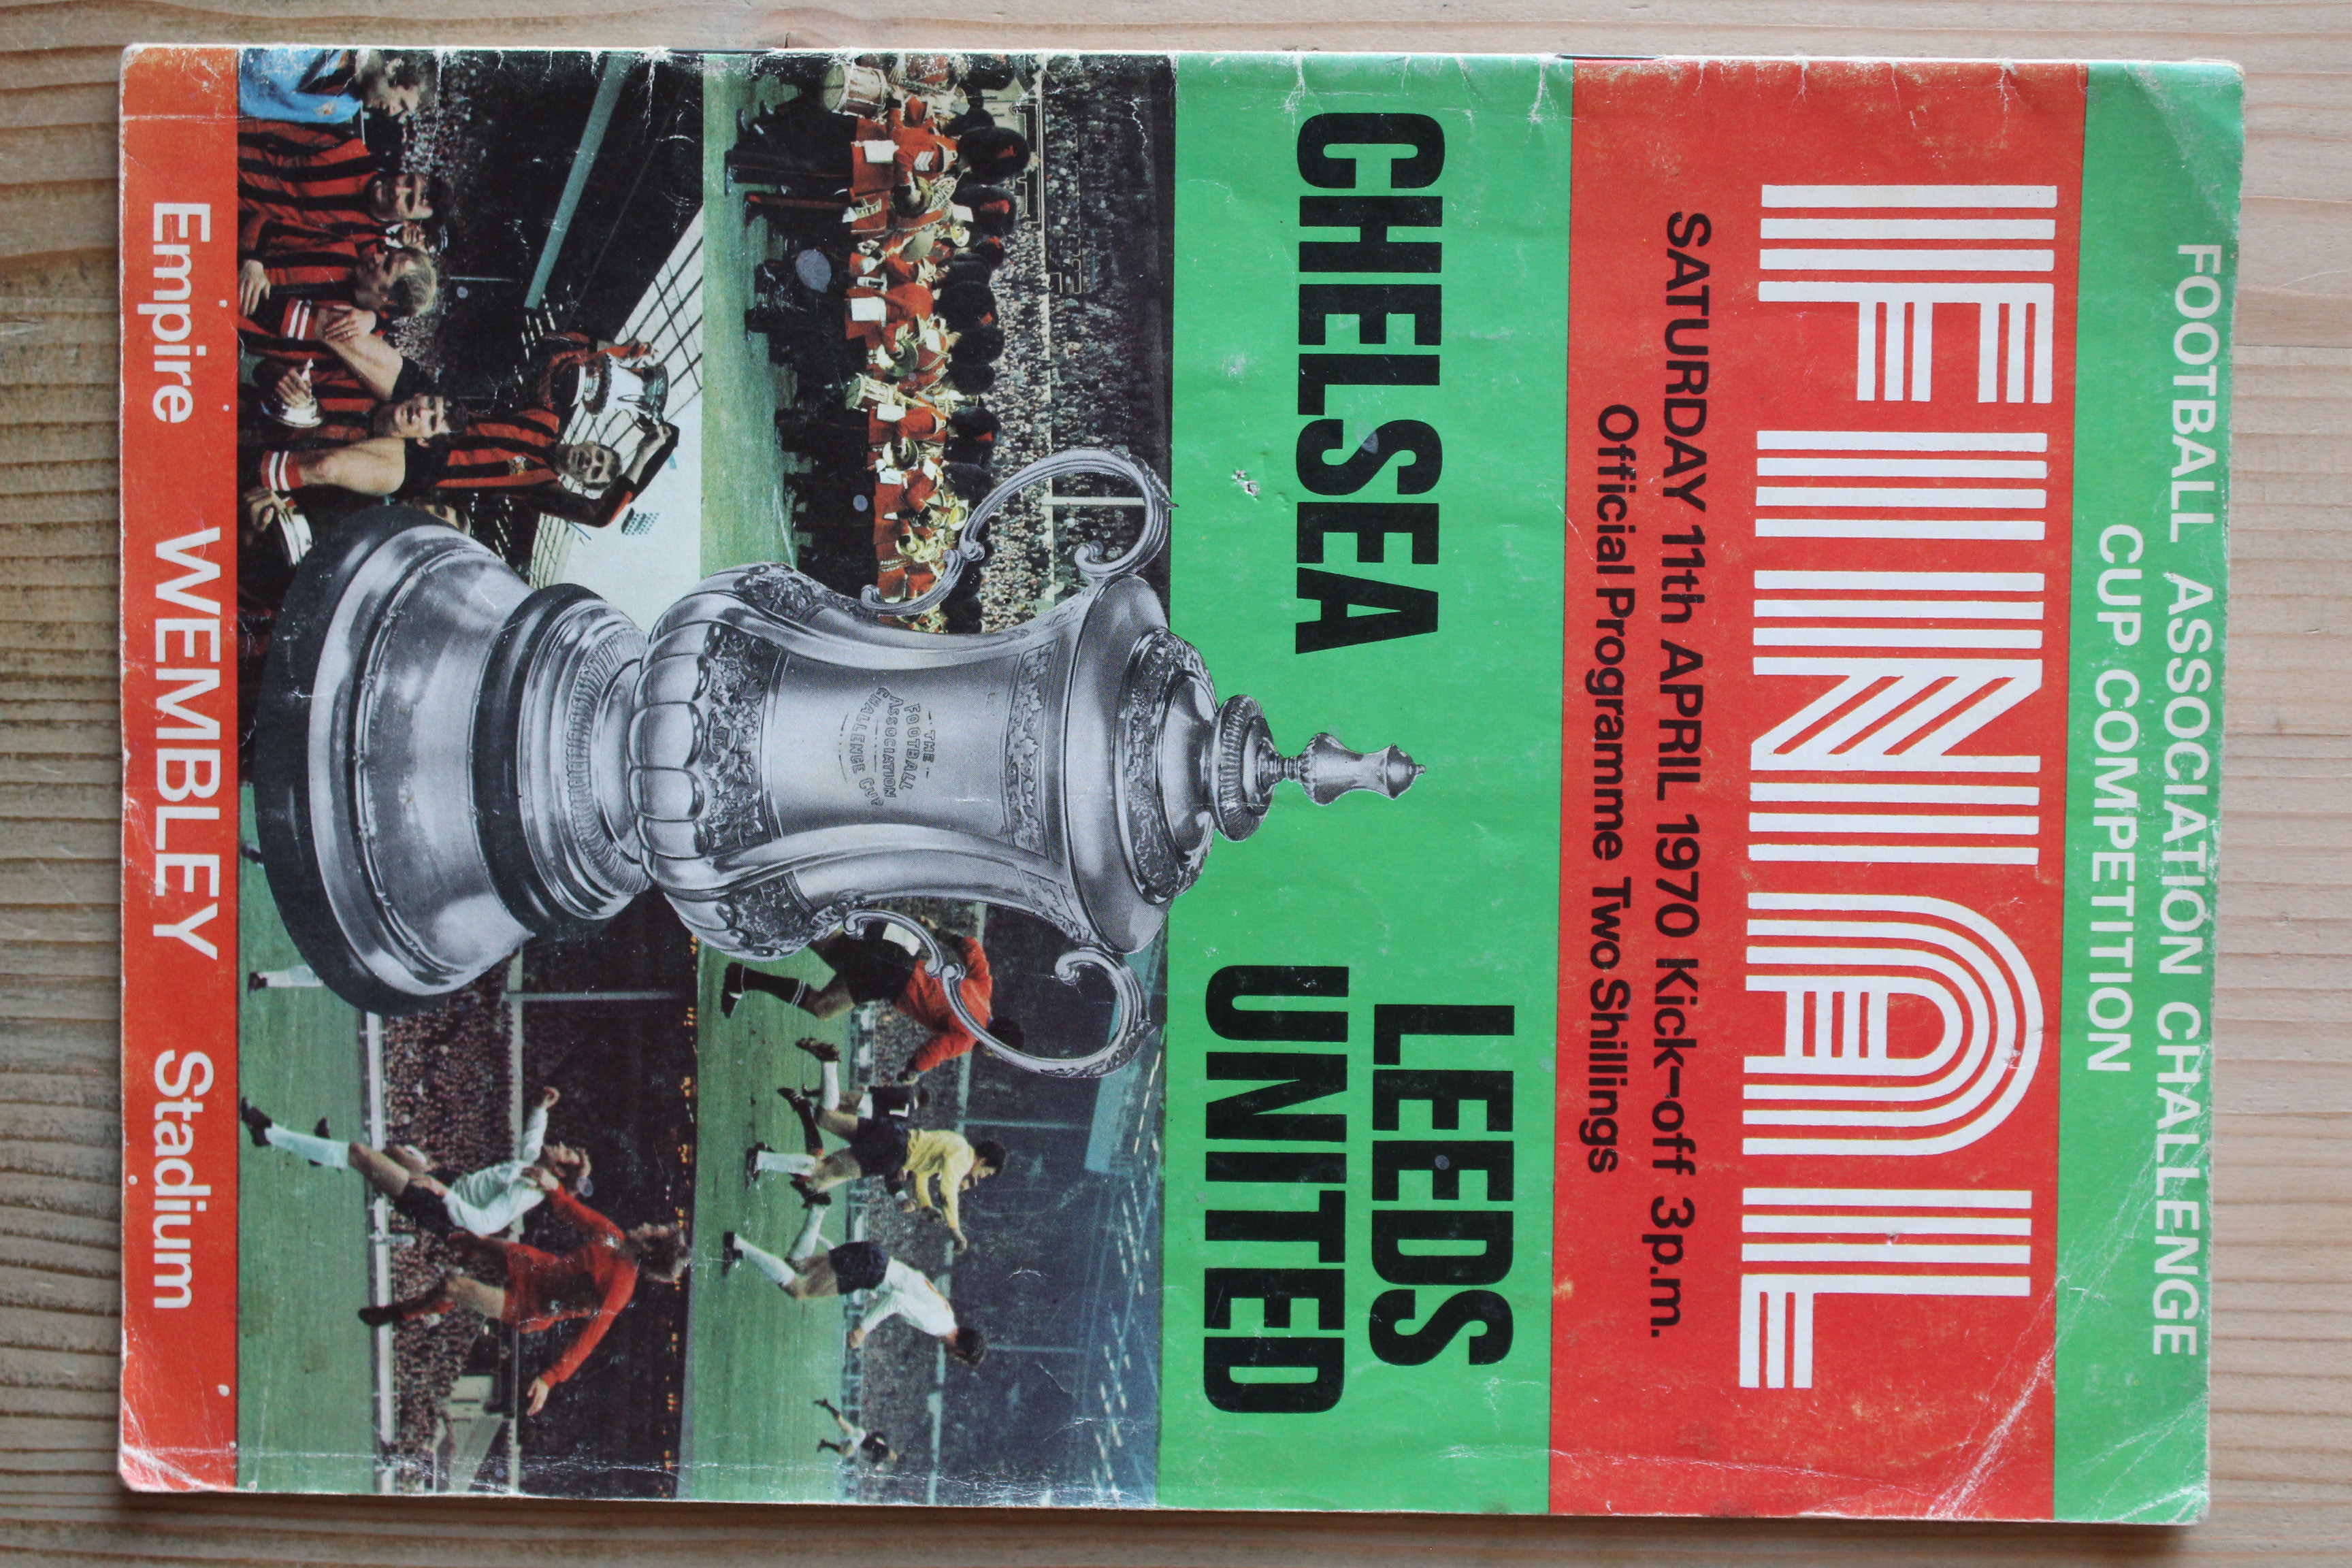 FOOTBALL ASSOCIATION CHALLENGE
CUP COMPETITION
FINAL
SATURDAY 11th APRIL 1970 Kick-off 3p.m.
Official Programme Two Shillings
CHELSEA
LEEDS
UNITED
THE
FOOTBALL
ASSOCIATION
CHALLENGE CUP
Empire WEMBLEY Stadium